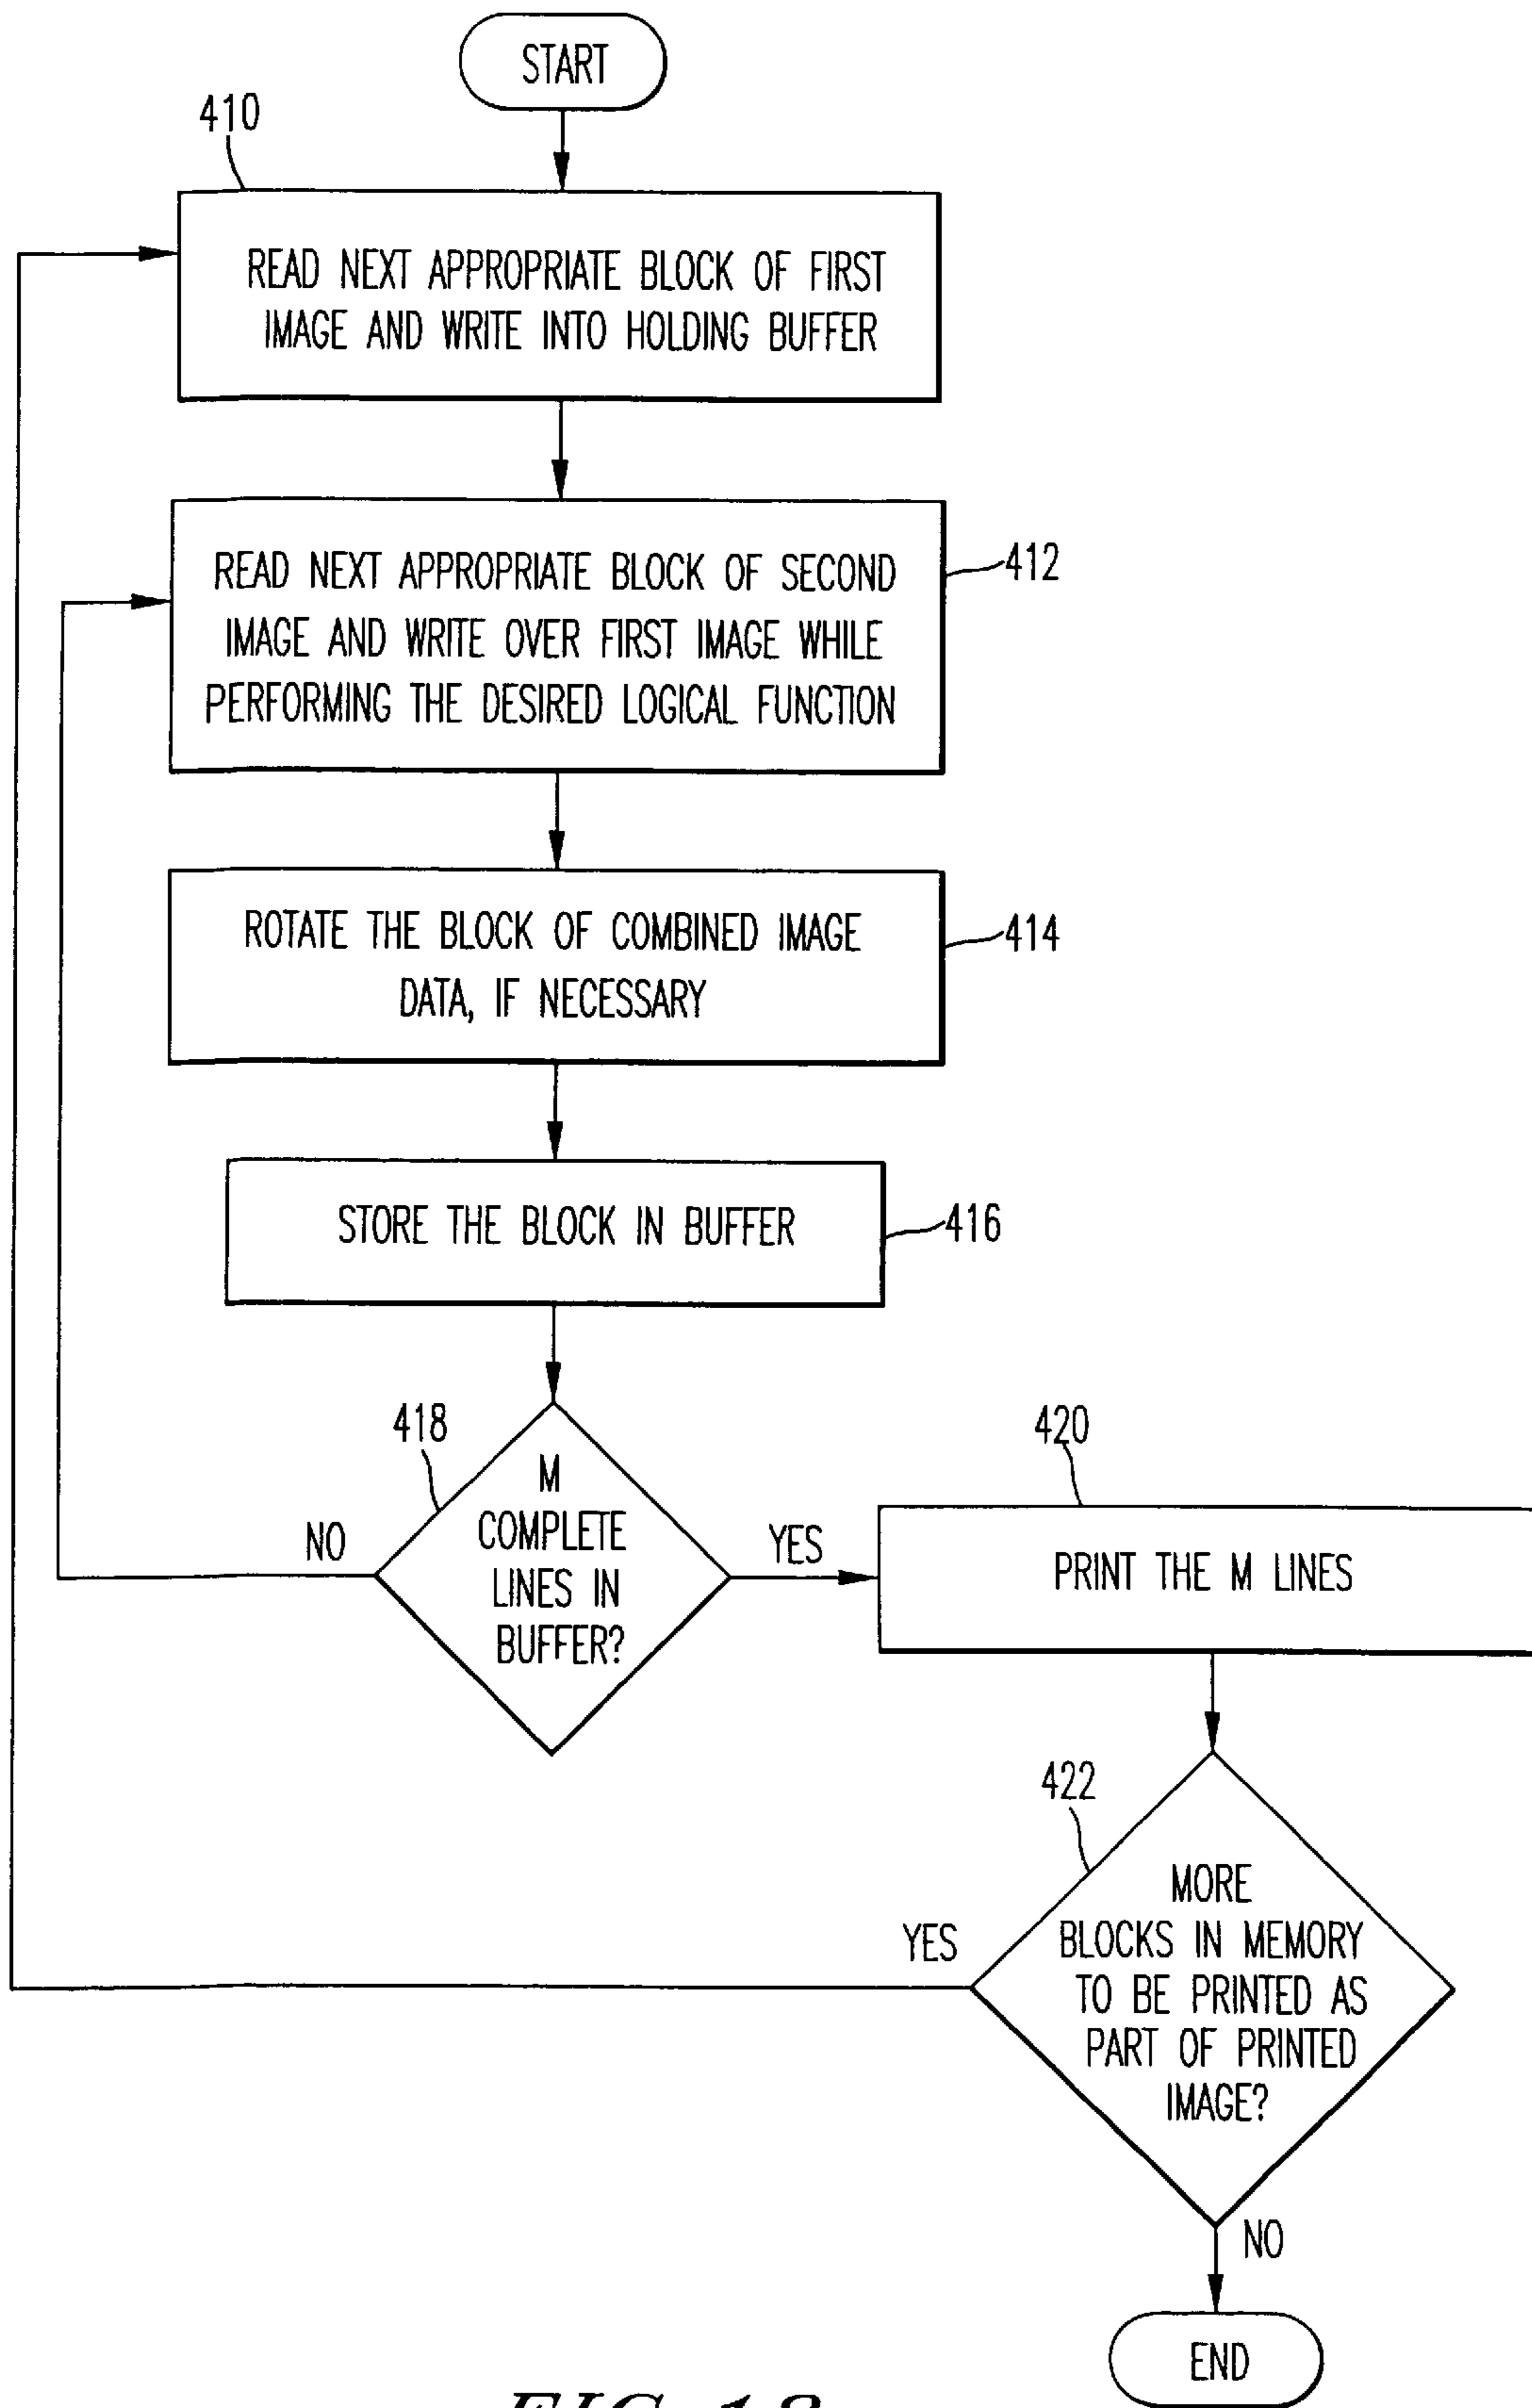 START
410
READ NEXT APPROPRIATE BLOCK OF FIRST
IMAGE AND WRITE INTO HOLDING BUFFER
READ NEXT APPROPRIATE BLOCK OF SECOND
IMAGE AND WRITE OVER FIRST IMAGE WHILE
PERFORMING THE DESIRED LOGICAL FUNCTION
412
ROTATE THE BLOCK OF COMBINED IMAGE
DATA, IF NECESSARY
414
STORE THE BLOCK IN BUFFER
416
418
M
COMPLETE
LINES IN
BUFFER?
NO
YES
420
PRINT THE M LINES
422
MORE
BLOCKS IN MEMORY
TO BE PRINTED AS
PART OF PRINTED
IMAGE?
YES
NO
END